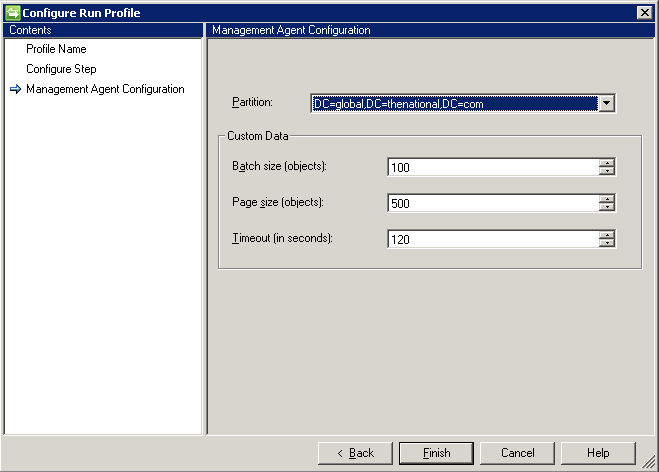 Configure Run Profile
Contents
Management Agent Configuration
Profile Name
Configure Step
Management Agent Configuration
Partition:
DC=global,DC=thenational,DC=com
Custom Data
Batch size (objects):
100
Page size (objects):
500
Timeout (in seconds):
120
< Back
Finish
Cancel
Help